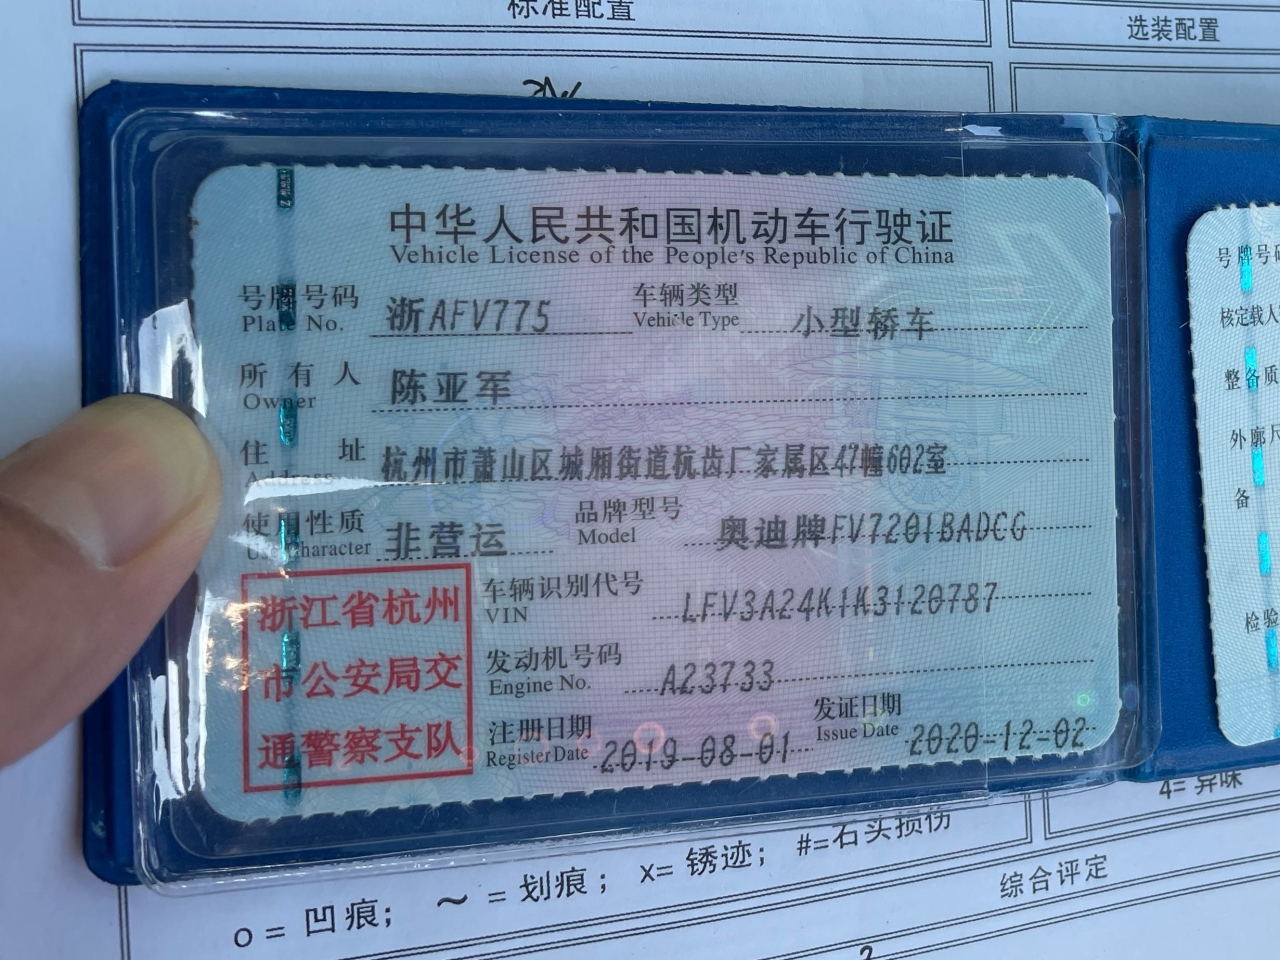 标准配置
选装配置
中华人民共和国机动车行驶证
Vehicle License of the People's Republic of China
号牌号码 浙AFV775 车辆类型 小型轿车
Plate No. Vehicle Type
所有人 陈亚军
Owner
住址 杭州市萧山区城厢街道杭齿厂家属区47幢602室
Address
使用性质 非营运 品牌型号 奥迪牌FV7201BADCG
Use Character Model
浙江省杭州
市公安局交
通警察支队
车辆识别代号 LFV3A24K1K3120787
VIN
发动机号码 A23733
Engine No.
注册日期 2019-08-01 发证日期 2020-12-02
Register Date Issue Date
号牌号码
核定载人
整备质
外廓尺
备
检验
4= 异味
o = 凹痕; ~ = 划痕; x= 锈迹; #=石头损伤
综合评定